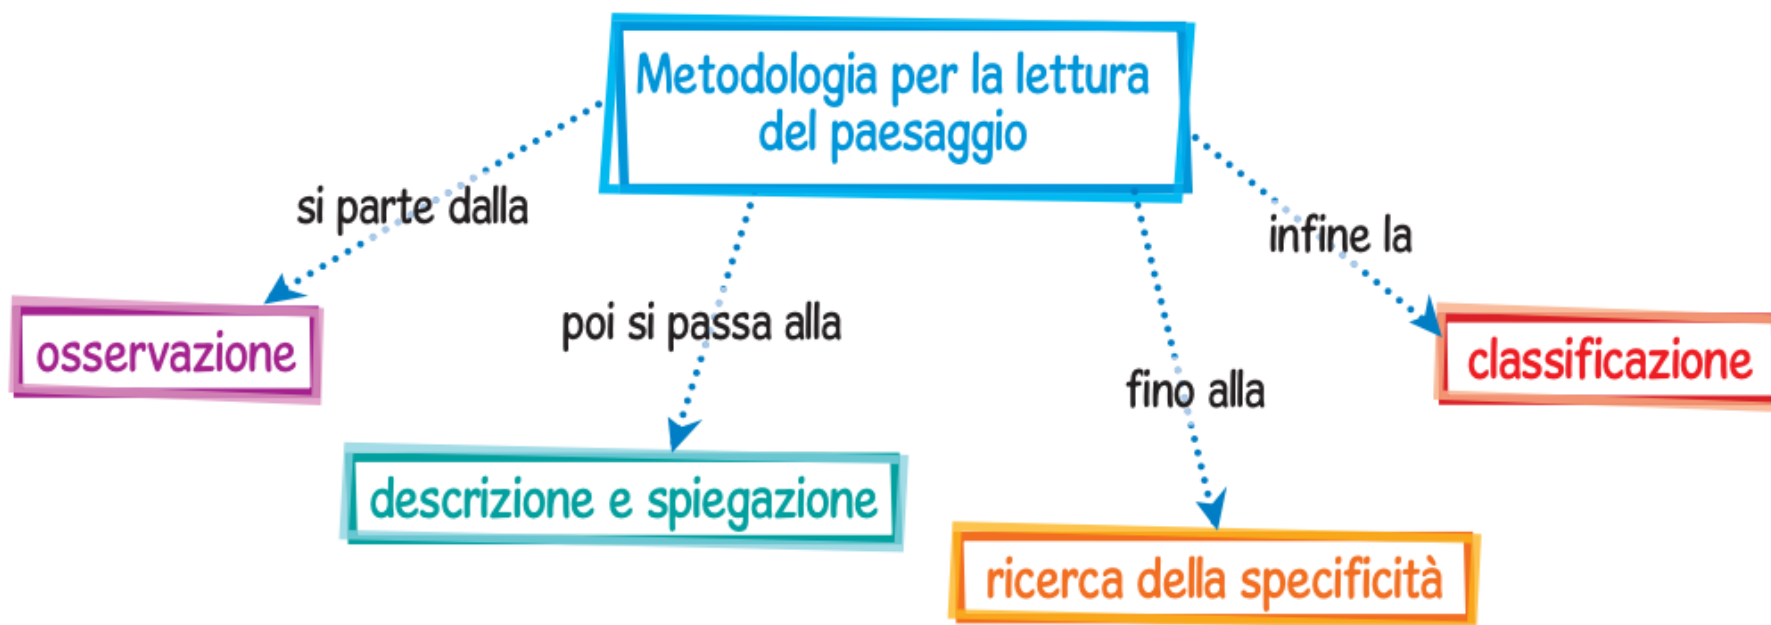 Metodologia per la lettura
del paesaggio
si parte dalla
osservazione
poi si passa alla
descrizione e spiegazione
fino alla
ricerca della specificità
infine la
classificazione